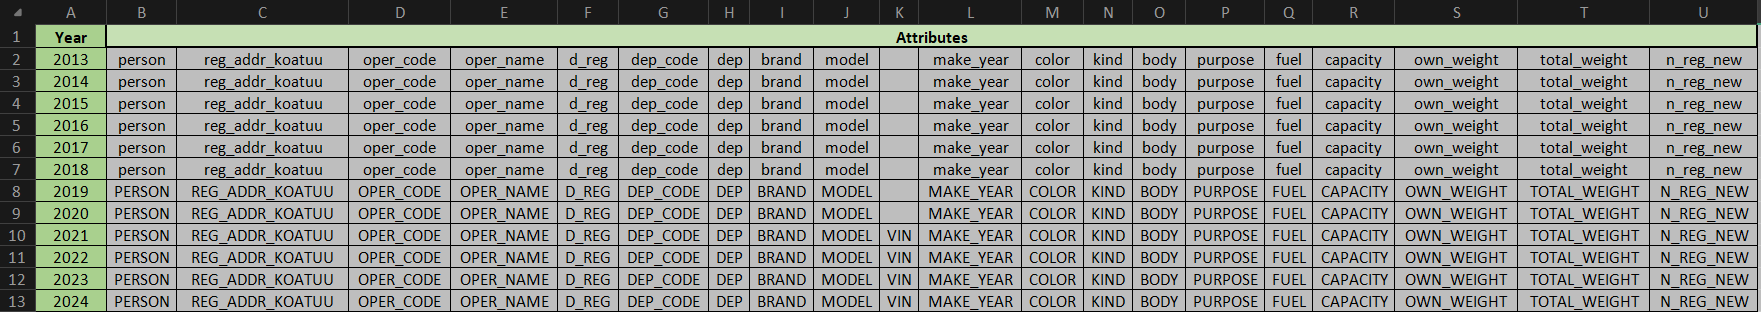 A B C D E F G H I J K L M N O P Q R S T U
1 Year Attributes
2 2013 person reg_addr_koatuu oper_code oper_name d_reg dep_code dep brand model make_year color kind body purpose fuel capacity own_weight total_weight n_reg_new
3 2014 person reg_addr_koatuu oper_code oper_name d_reg dep_code dep brand model make_year color kind body purpose fuel capacity own_weight total_weight n_reg_new
4 2015 person reg_addr_koatuu oper_code oper_name d_reg dep_code dep brand model make_year color kind body purpose fuel capacity own_weight total_weight n_reg_new
5 2016 person reg_addr_koatuu oper_code oper_name d_reg dep_code dep brand model make_year color kind body purpose fuel capacity own_weight total_weight n_reg_new
6 2017 person reg_addr_koatuu oper_code oper_name d_reg dep_code dep brand model make_year color kind body purpose fuel capacity own_weight total_weight n_reg_new
7 2018 person reg_addr_koatuu oper_code oper_name d_reg dep_code dep brand model make_year color kind body purpose fuel capacity own_weight total_weight n_reg_new
8 2019 PERSON REG_ADDR_KOATUU OPER_CODE OPER_NAME D_REG DEP_CODE DEP BRAND MODEL MAKE_YEAR COLOR KIND BODY PURPOSE FUEL CAPACITY OWN_WEIGHT TOTAL_WEIGHT N_REG_NEW
9 2020 PERSON REG_ADDR_KOATUU OPER_CODE OPER_NAME D_REG DEP_CODE DEP BRAND MODEL MAKE_YEAR COLOR KIND BODY PURPOSE FUEL CAPACITY OWN_WEIGHT TOTAL_WEIGHT N_REG_NEW
10 2021 PERSON REG_ADDR_KOATUU OPER_CODE OPER_NAME D_REG DEP_CODE DEP BRAND MODEL VIN MAKE_YEAR COLOR KIND BODY PURPOSE FUEL CAPACITY OWN_WEIGHT TOTAL_WEIGHT N_REG_NEW
11 2022 PERSON REG_ADDR_KOATUU OPER_CODE OPER_NAME D_REG DEP_CODE DEP BRAND MODEL VIN MAKE_YEAR COLOR KIND BODY PURPOSE FUEL CAPACITY OWN_WEIGHT TOTAL_WEIGHT N_REG_NEW
12 2023 PERSON REG_ADDR_KOATUU OPER_CODE OPER_NAME D_REG DEP_CODE DEP BRAND MODEL VIN MAKE_YEAR COLOR KIND BODY PURPOSE FUEL CAPACITY OWN_WEIGHT TOTAL_WEIGHT N_REG_NEW
13 2024 PERSON REG_ADDR_KOATUU OPER_CODE OPER_NAME D_REG DEP_CODE DEP BRAND MODEL VIN MAKE_YEAR COLOR KIND BODY PURPOSE FUEL CAPACITY OWN_WEIGHT TOTAL_WEIGHT N_REG_NEW